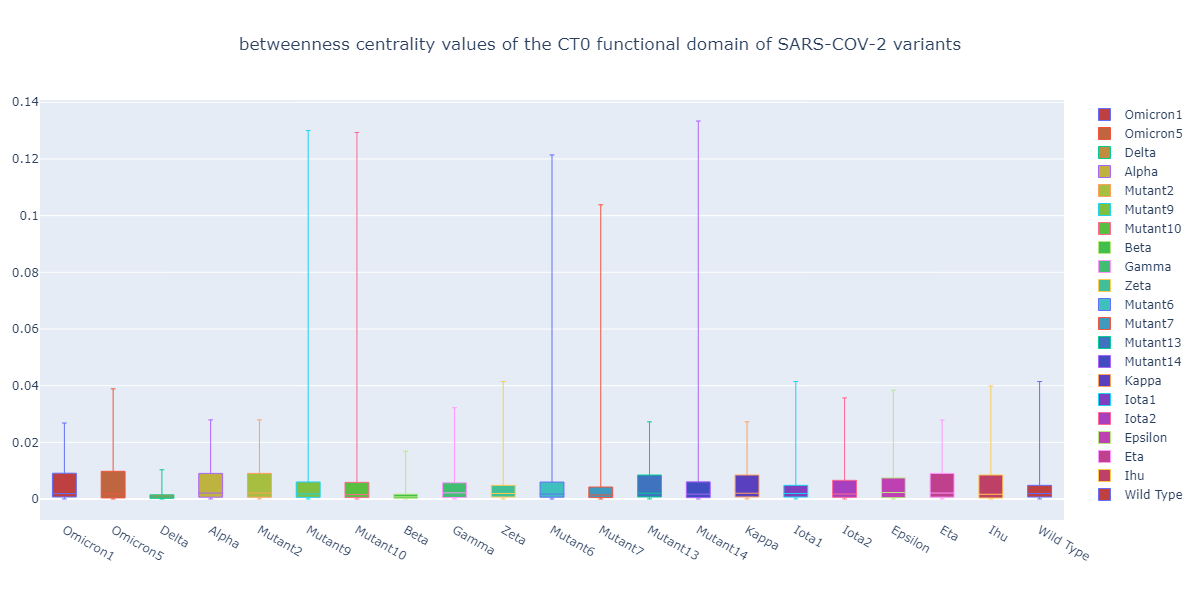 betweenness centrality values of the CT0 functional domain of SARS-COV-2 variants
0.14
0.12
0.1
0.08
0.06
0.04
0.02
0
Omicron1
Omicron5
Delta
Alpha
Mutant2
Mutant9
Mutant10
Beta
Gamma
Zeta
Mutant6
Mutant7
Mutant13
Mutant14
Kappa
Iota1
Iota2
Epsilon
Eta
Ihu
Wild Type
Omicron1
Omicron5
Delta
Alpha
Mutant2
Mutant9
Mutant10
Beta
Gamma
Zeta
Mutant6
Mutant7
Mutant13
Mutant14
Kappa
Iota1
Iota2
Epsilon
Eta
Ihu
Wild Type